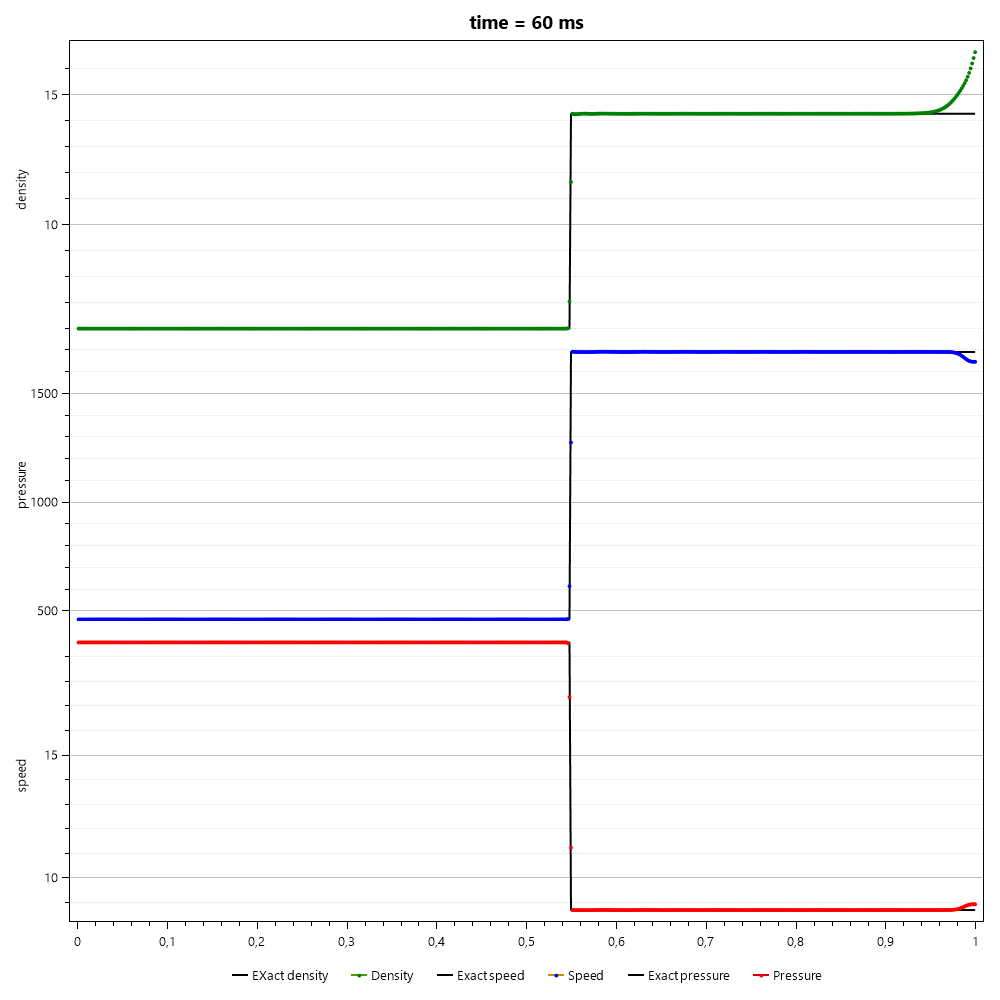 time = 60 ms
15
density
10
1500
pressure
1000
500
15
speed
10
0 0,1 0,2 0,3 0,4 0,5 0,6 0,7 0,8 0,9 1
EXact density Density Exact speed Speed Exact pressure Pressure